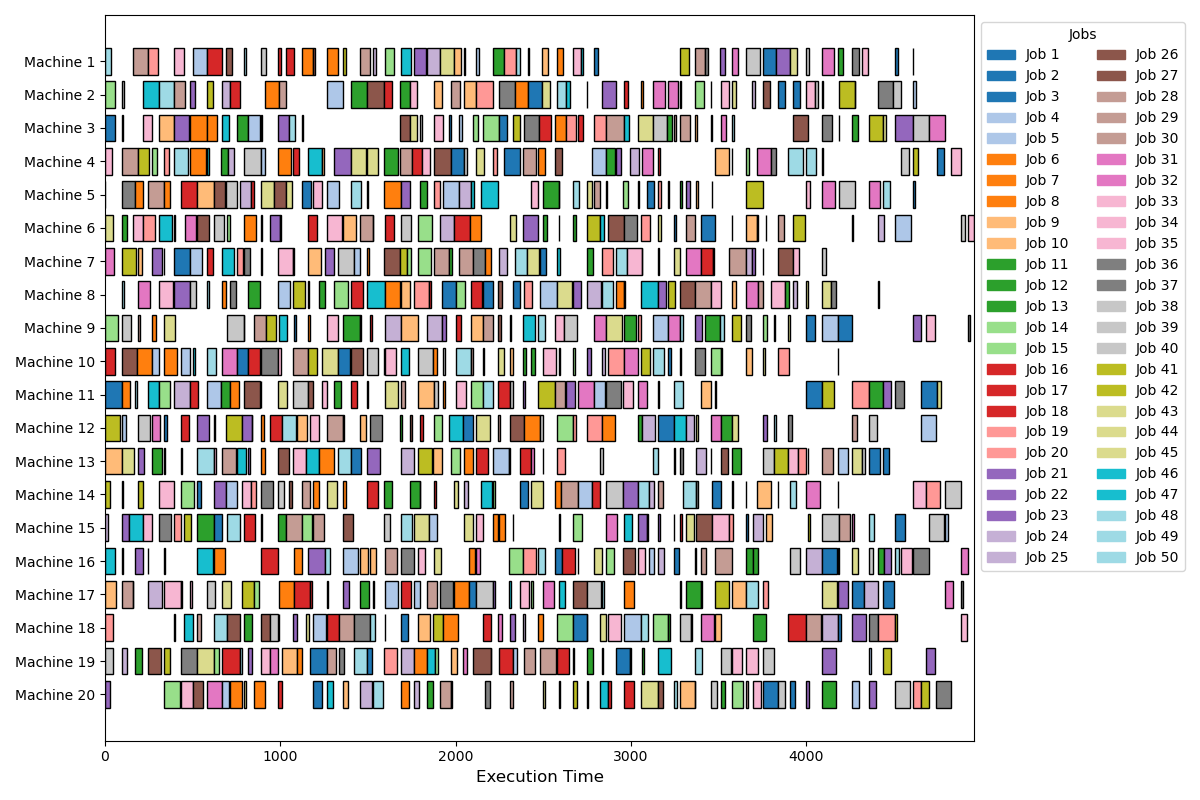 Jobs
Job 1
Job 2
Job 3
Job 4
Job 5
Job 6
Job 7
Job 8
Job 9
Job 10
Job 11
Job 12
Job 13
Job 14
Job 15
Job 16
Job 17
Job 18
Job 19
Job 20
Job 21
Job 22
Job 23
Job 24
Job 25
Job 26
Job 27
Job 28
Job 29
Job 30
Job 31
Job 32
Job 33
Job 34
Job 35
Job 36
Job 37
Job 38
Job 39
Job 40
Job 41
Job 42
Job 43
Job 44
Job 45
Job 46
Job 47
Job 48
Job 49
Job 50
Machine 1
Machine 2
Machine 3
Machine 4
Machine 5
Machine 6
Machine 7
Machine 8
Machine 9
Machine 10
Machine 11
Machine 12
Machine 13
Machine 14
Machine 15
Machine 16
Machine 17
Machine 18
Machine 19
Machine 20
0 1000 2000 3000 4000
Execution Time